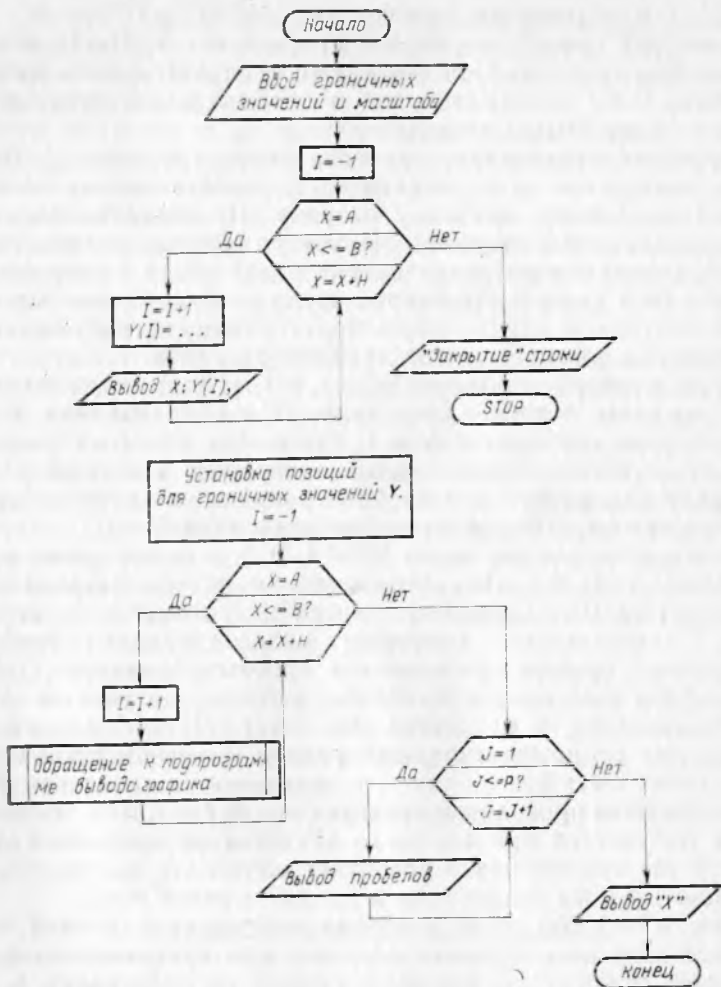 Начало
Ввод граничных
значений и масштаба
I=-1
X=A
X<=B?
X=X+H
Да
Нет
I=I+1
Y(I)=...
Вывод X, Y(I),
"Закрытие" строки
STOP
Установка позиций
для граничных значений Y.
I=-1
X=A
X<=B?
X=X+H
Да
Нет
I=I+1
Обращение к подпрограм-
ме вывода графика
J=1
J<=P?
J=J+1
Да
Нет
Вывод пробелов
Вывод "X"
Конец